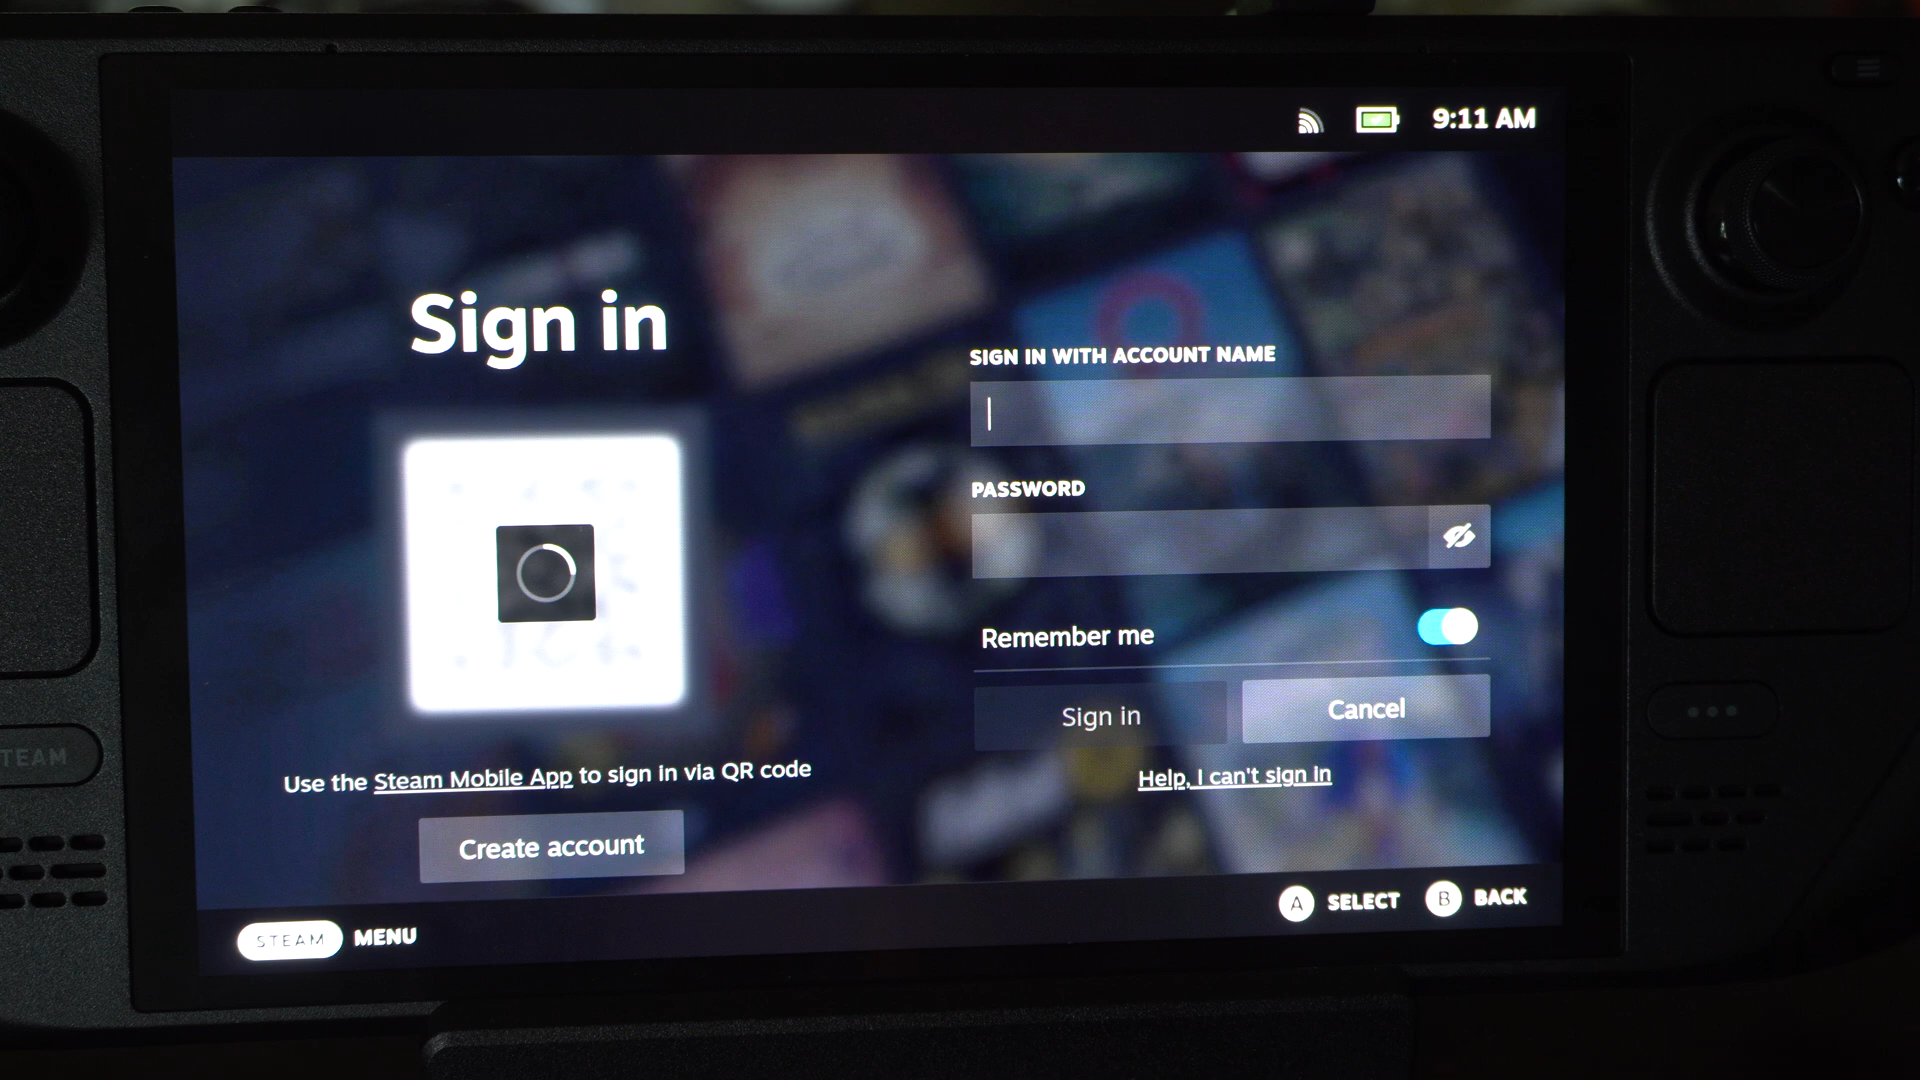 9:11 AM
Sign in
SIGN IN WITH ACCOUNT NAME
PASSWORD
Remember me
Sign in
Cancel
Help, I can't sign in
Use the Steam Mobile App to sign in via QR code
Create account
STEAM MENU
A SELECT B BACK
TEAM